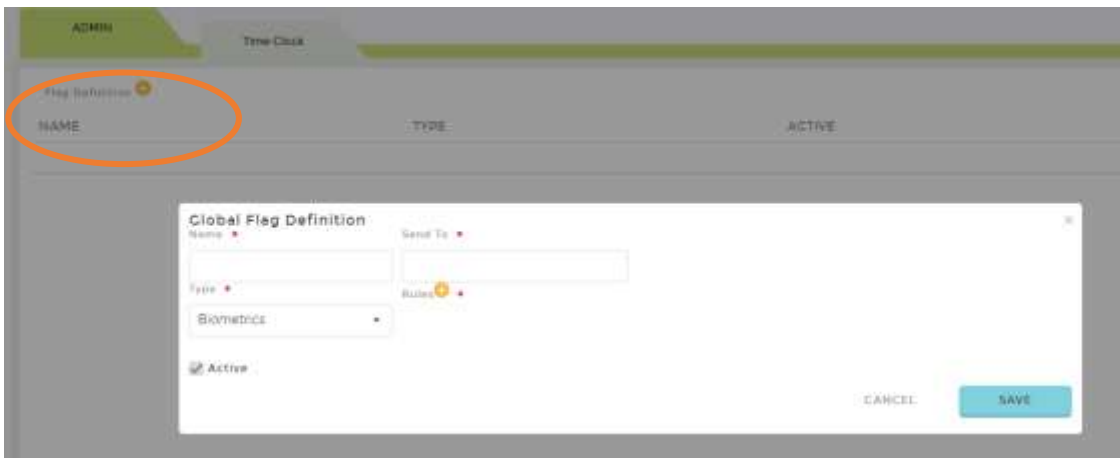 ADMIN
Time Clock
Flag Definition
NAME TYPE ACTIVE
Global Flag Definition
Name * Send To *
Type * Rules *
Biometrics
Active
CANCEL SAVE